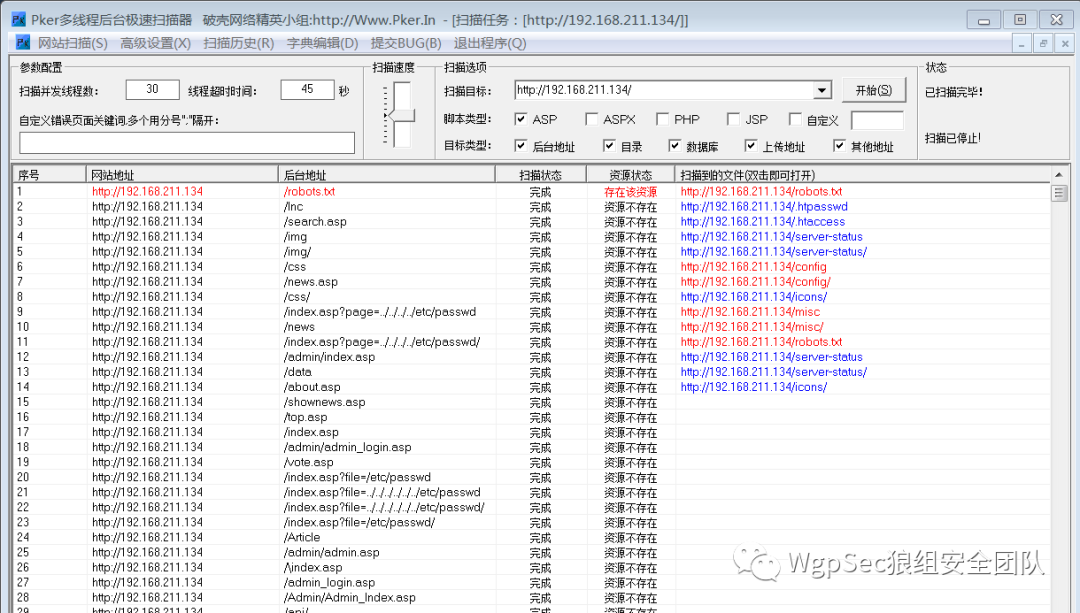 Pker多线程后台极速扫描器 破壳网络精英小组:http://Www.Pker.In - [扫描任务：[http://192.168.211.134/]]
网站扫描(S) 高级设置(X) 扫描历史(R) 字典编辑(D) 提交BUG(B) 退出程序(Q)
参数配置 扫描速度 扫描选项 状态
扫描并发线程数： 30 线程超时时间： 45 秒 扫描目标： http://192.168.211.134/ 开始(S) 已扫描完毕!
自定义错误页面关键词,多个用分号";"隔开： 脚本类型： ASP ASPX PHP JSP 自定义
目标类型： 后台地址 目录 数据库 上传地址 其他地址 扫描已停止!
序号 网站地址 后台地址 扫描状态 资源状态 扫描到的文件(双击即可打开)
1 http://192.168.211.134 /robots.txt 完成 存在该资源 http://192.168.211.134/robots.txt
2 http://192.168.211.134 /Inc 完成 资源不存在 http://192.168.211.134/.htpasswd
3 http://192.168.211.134 /search.asp 完成 资源不存在 http://192.168.211.134/.htaccess
4 http://192.168.211.134 /img 完成 资源不存在 http://192.168.211.134/server-status
5 http://192.168.211.134 /img/ 完成 资源不存在 http://192.168.211.134/server-status/
6 http://192.168.211.134 /css 完成 资源不存在 http://192.168.211.134/config
7 http://192.168.211.134 /news.asp 完成 资源不存在 http://192.168.211.134/config/
8 http://192.168.211.134 /css/ 完成 资源不存在 http://192.168.211.134/icons/
9 http://192.168.211.134 /index.asp?page=../../../../etc/passwd 完成 资源不存在 http://192.168.211.134/misc
10 http://192.168.211.134 /news 完成 资源不存在 http://192.168.211.134/misc/
11 http://192.168.211.134 /index.asp?page=../../../../etc/passwd/ 完成 资源不存在 http://192.168.211.134/robots.txt
12 http://192.168.211.134 /admin/index.asp 完成 资源不存在 http://192.168.211.134/server-status
13 http://192.168.211.134 /data 完成 资源不存在 http://192.168.211.134/server-status/
14 http://192.168.211.134 /about.asp 完成 资源不存在 http://192.168.211.134/icons/
15 http://192.168.211.134 /shownews.asp 完成 资源不存在
16 http://192.168.211.134 /top.asp 完成 资源不存在
17 http://192.168.211.134 /index.asp 完成 资源不存在
18 http://192.168.211.134 /admin/admin_login.asp 完成 资源不存在
19 http://192.168.211.134 /vote.asp 完成 资源不存在
20 http://192.168.211.134 /index.asp?file=/etc/passwd 完成 资源不存在
21 http://192.168.211.134 /index.asp?file=../../../../../../etc/passwd 完成 资源不存在
22 http://192.168.211.134 /index.asp?file=../../../../../../etc/passwd/ 完成 资源不存在
23 http://192.168.211.134 /index.asp?file=/etc/passwd/ 完成 资源不存在
24 http://192.168.211.134 /Article 完成 资源不存在
25 http://192.168.211.134 /admin/admin.asp 完成 资源不存在
26 http://192.168.211.134 /\index.asp 完成 资源不存在
27 http://192.168.211.134 /admin_login.asp 完成 资源不存在
28 http://192.168.211.134 /Admin/Admin_Index.asp 完成 资源不存在
29 http://192.168.211.134 /api/ 完成 资源不存在
WgpSec狼组安全团队